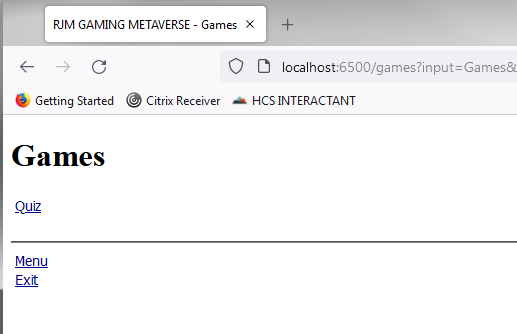 RJM GAMING METAVERSE - Games
localhost:6500/games?input=Games&
Getting Started Citrix Receiver HCS INTERACTANT
Games
Quiz
Menu
Exit